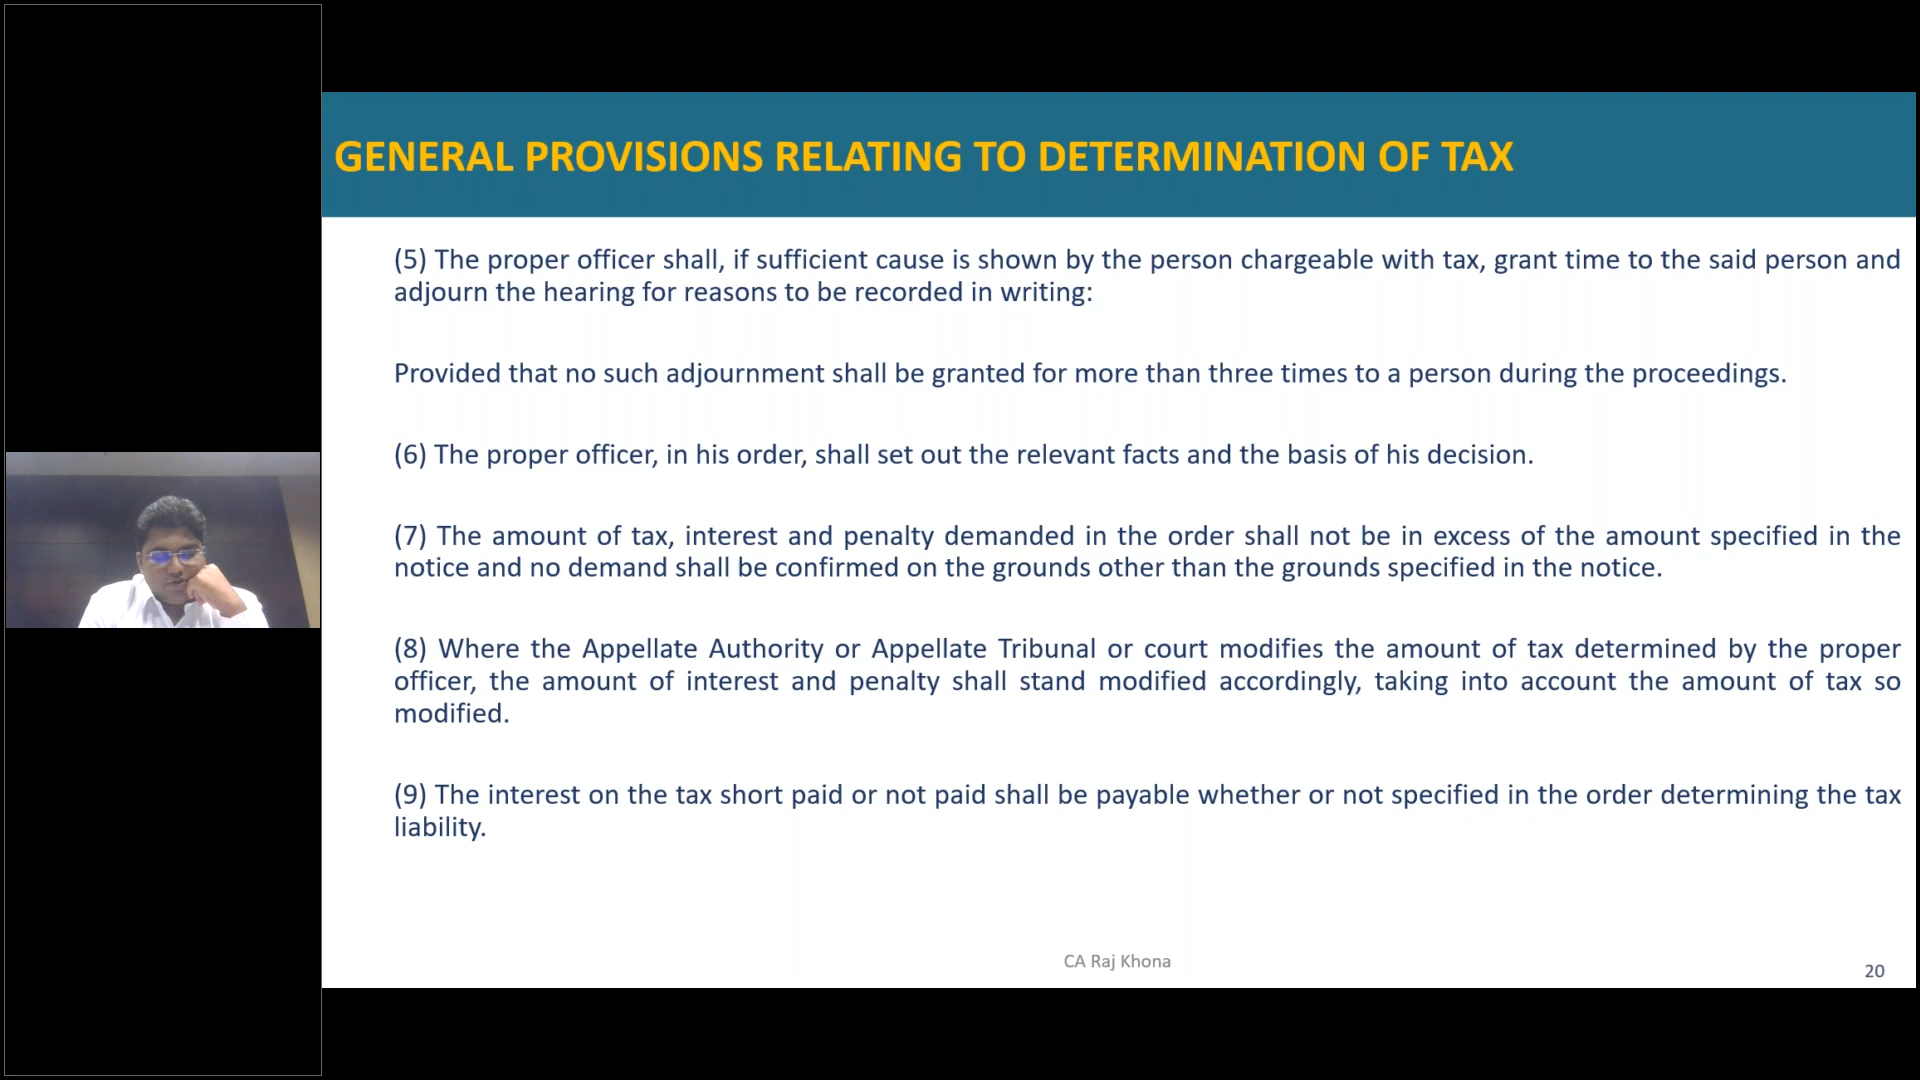 GENERAL PROVISIONS RELATING TO DETERMINATION OF TAX
(5) The proper officer shall, if sufficient cause is shown by the person chargeable with tax, grant time to the said person and
adjourn the hearing for reasons to be recorded in writing:
Provided that no such adjournment shall be granted for more than three times to a person during the proceedings.
(6) The proper officer, in his order, shall set out the relevant facts and the basis of his decision.
(7) The amount of tax, interest and penalty demanded in the order shall not be in excess of the amount specified in the
notice and no demand shall be confirmed on the grounds other than the grounds specified in the notice.
(8) Where the Appellate Authority or Appellate Tribunal or court modifies the amount of tax determined by the proper
officer, the amount of interest and penalty shall stand modified accordingly, taking into account the amount of tax so
modified.
(9) The interest on the tax short paid or not paid shall be payable whether or not specified in the order determining the tax
liability.
CA Raj Khona
20